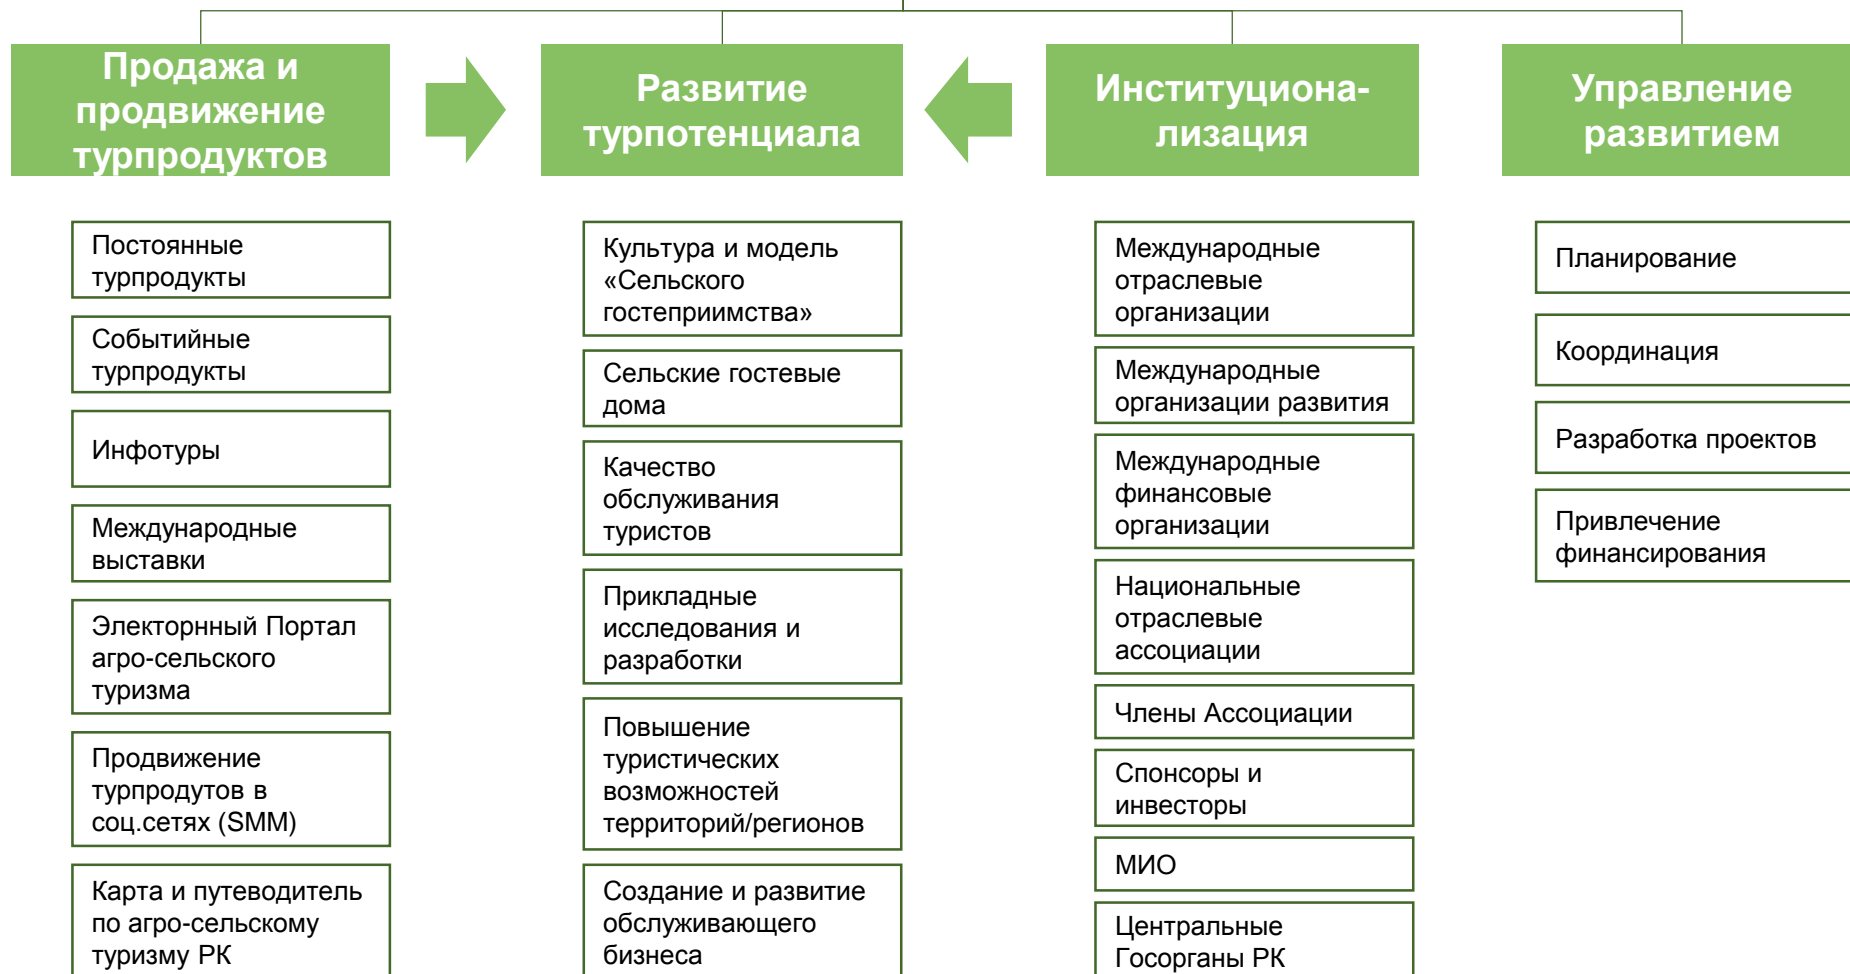 Продажа и
продвижение
турпродуктов
Постоянные
турпродукты
Событийные
турпродукты
Инфотуры
Международные
выставки
Электорнный Портал
агро-сельского
туризма
Продвижение
турпродутов в
соц.сетях (SMM)
Карта и путеводитель
по агро-сельскому
туризму РК
Развитие
турпотенциала
Культура и модель
«Сельского
гостеприимства»
Сельские гостевые
дома
Качество
обслуживания
туристов
Прикладные
исследования и
разработки
Повышение
туристических
возможностей
территорий/регионов
Создание и развитие
обслуживающего
бизнеса
Институциона-
лизация
Международные
отраслевые
организации
Международные
организации развития
Международные
финансовые
организации
Национальные
отраслевые
ассоциации
Члены Ассоциации
Спонсоры и
инвесторы
МИО
Центральные
Госорганы РК
Управление
развитием
Планирование
Координация
Разработка проектов
Привлечение
финансирования